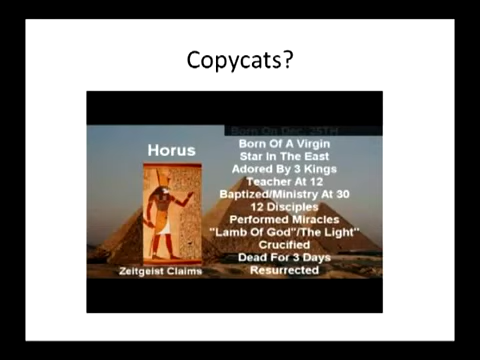 Copycats?
Born On Dec. 25TH
Horus
Born Of A Virgin
Star In The East
Adored By 3 Kings
Teacher At 12
Baptized/Ministry At 30
12 Disciples
Performed Miracles
"Lamb Of God"/The Light"
Crucified
Dead For 3 Days
Resurrected
Zeitgeist Claims